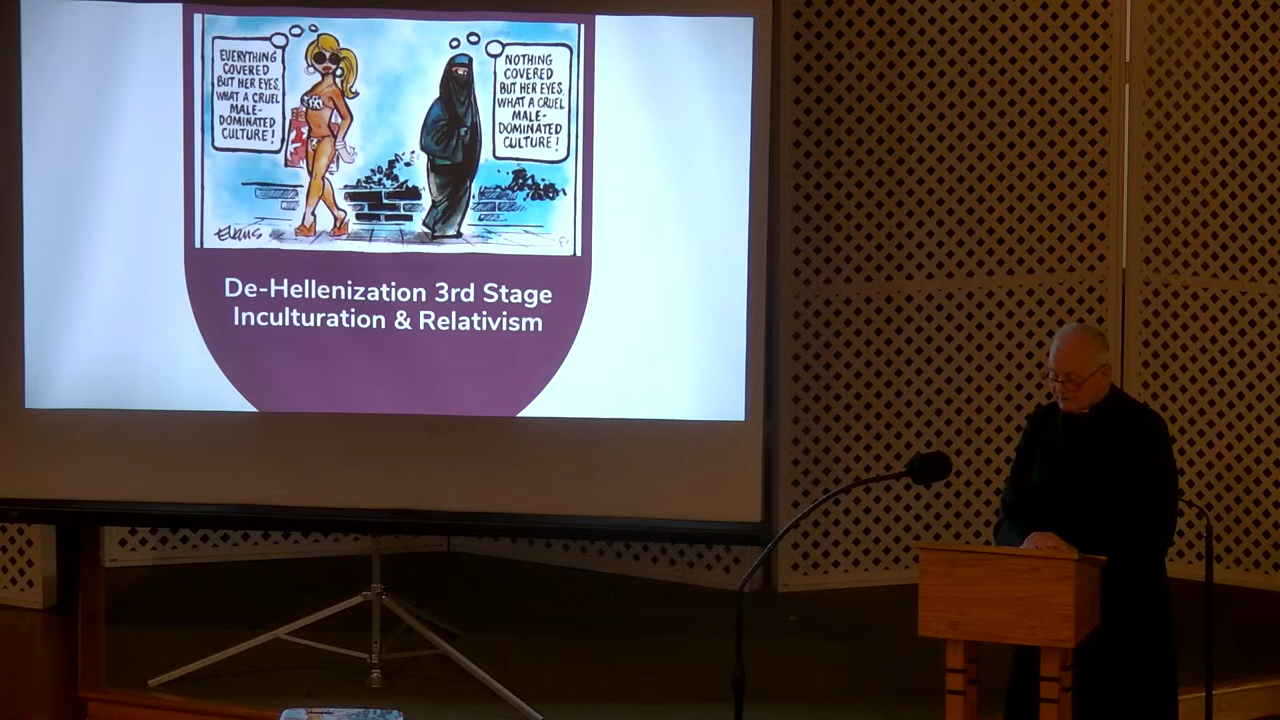 EVERYTHING
COVERED
BUT HER EYES,
WHAT A CRUEL
MALE-
DOMINATED
CULTURE!
NOTHING
COVERED
BUT HER EYES,
WHAT A CRUEL
MALE-
DOMINATED
CULTURE!
EVANS
De-Hellenization 3rd Stage
Inculturation & Relativism